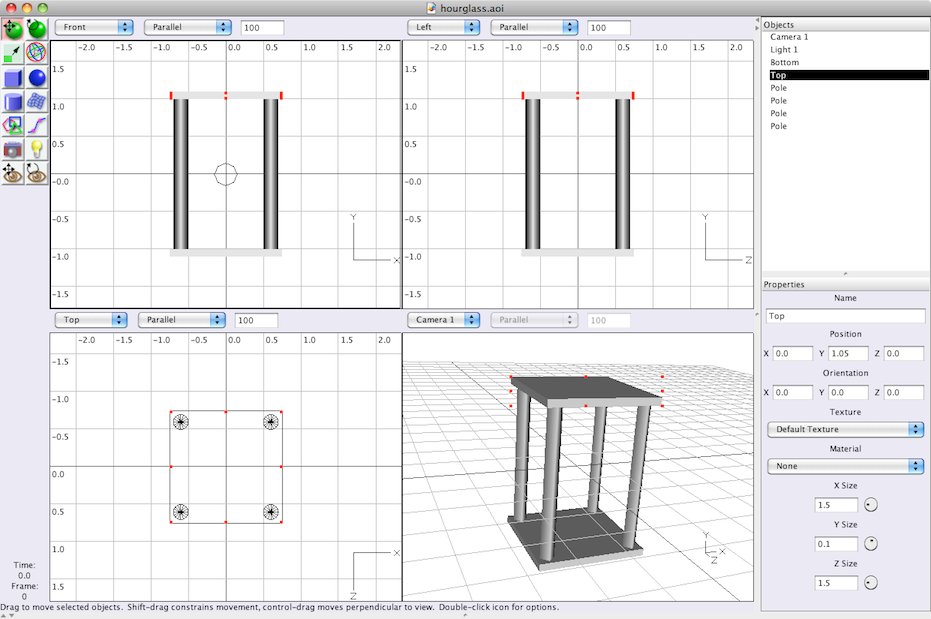 hourglass.aoi
Front Parallel 100
Left Parallel 100
-2.0 -1.5 -1.0 -0.5 0.0 0.5 1.0 1.5 2.0
1.5
1.0
0.5
-0.0
-0.5
-1.0
-1.5
Y
X
-2.0 -1.5 -1.0 -0.5 0.0 0.5 1.0 1.5 2.0
1.5
1.0
0.5
-0.0
-0.5
-1.0
-1.5
Y
Z
Top Parallel 100
Camera 1 Parallel 100
-2.0 -1.5 -1.0 -0.5 0.0 0.5 1.0 1.5 2.0
-1.5
-1.0
-0.5
0.0
0.5
1.0
1.5
X
Z
Y
X
Z
Objects
Camera 1
Light 1
Bottom
Top
Pole
Pole
Pole
Pole
Properties
Name
Top
Position
X 0.0 Y 1.05 Z 0.0
Orientation
X 0.0 Y 0.0 Z 0.0
Texture
Default Texture
Material
None
X Size
1.5
Y Size
0.1
Z Size
1.5
Time:
0.0
Frame:
0
Drag to move selected objects. Shift-drag constrains movement, control-drag moves perpendicular to view. Double-click icon for options.